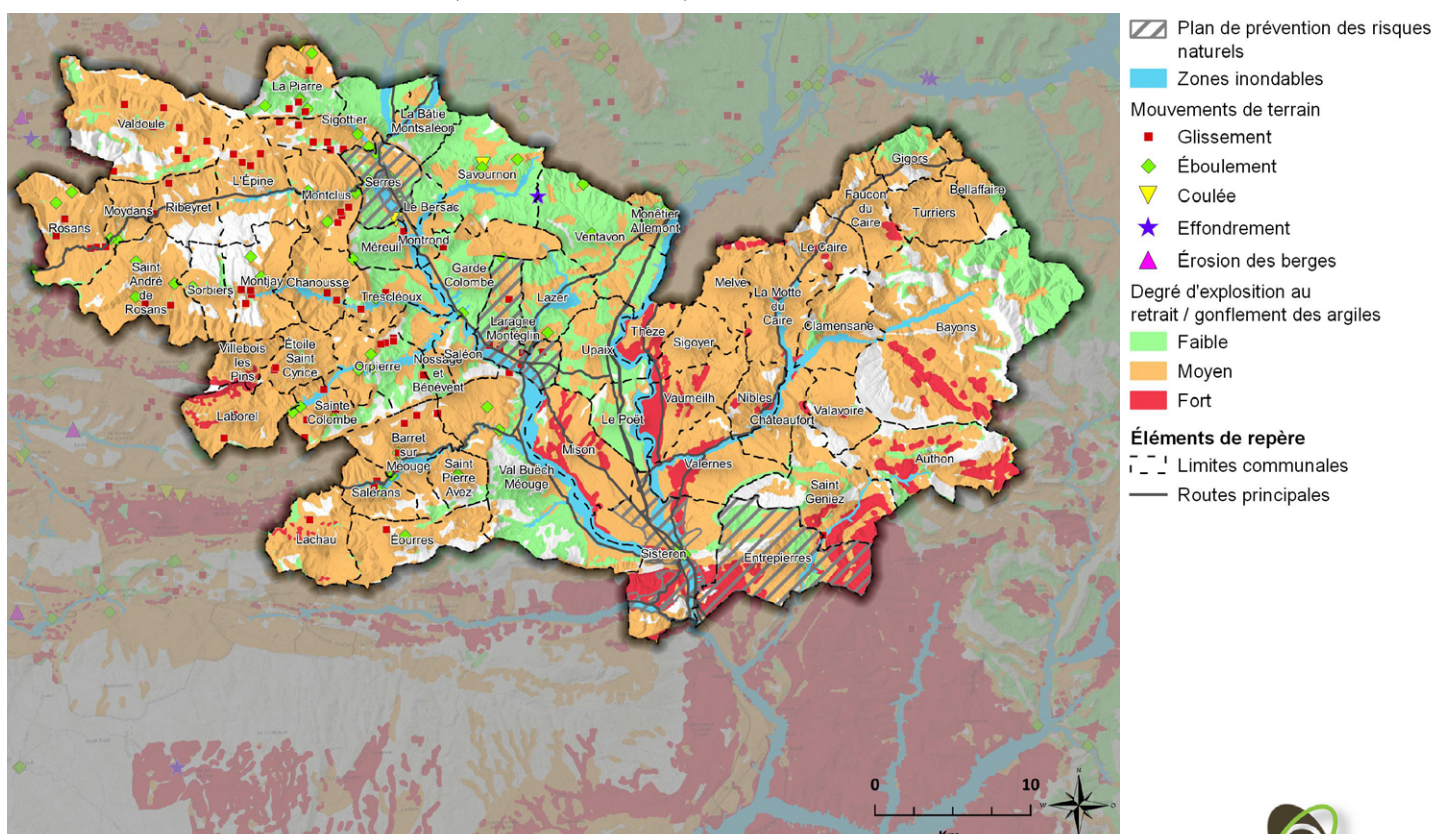 Plan de prévention des risques
naturels
Zones inondables
Mouvements de terrain
Glissement
Éboulement
Coulée
Effondrement
Érosion des berges
Degré d'explosition au
retrait / gonflement des argiles
Faible
Moyen
Fort
Éléments de repère
Limites communales
Routes principales
La Piarre
Valdoule
Sigottier
La Bâtie
Montsaléon
L'Épine
Serres
Savournon
Montclus
Le Bersac
Moydans
Ribeyret
Rosans
Méreuil
Montrond
Ventavon
Monêtier
Allemont
Gigors
Bellaffaire
Faucon
du
Caire
Turriers
Le Caire
Saint
André
de
Rosans
Sorbiers
Montjay
Chanousse
Trescléoux
Garde
Colombe
Lazer
Laragne
Montéglin
Melve
La Motte
du
Caire
Clamensane
Bayons
Thèze
Sigoyer
Upaix
Villebois
les
Pins
Étoile
Saint
Cyrice
Orpierre
Nossage
et
Bénévent
Saléon
Laborel
Sainte
Colombe
Vaumeilh
Nibles
Valavoire
Châteaufort
Le Poët
Barret
sur
Méouge
Mison
Valernes
Authon
Saint
Pierre
Avez
Salérans
Val Buëch
Méouge
Saint
Geniez
Lachau
Éourres
Sisteron
Entrepierres
0
10
N
W